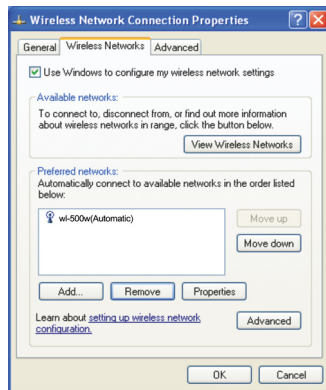 Wireless Network Connection Properties
General Wireless Networks Advanced
Use Windows to configure my wireless network settings
Available networks:
To connect to, disconnect from, or find out more information
about wireless networks in range, click the button below.
View Wireless Networks
Preferred networks:
Automatically connect to available networks in the order listed
below:
wl-500w(Automatic)
Move up
Move down
Add... Remove Properties
Learn about setting up wireless network
configuration.
Advanced
OK Cancel